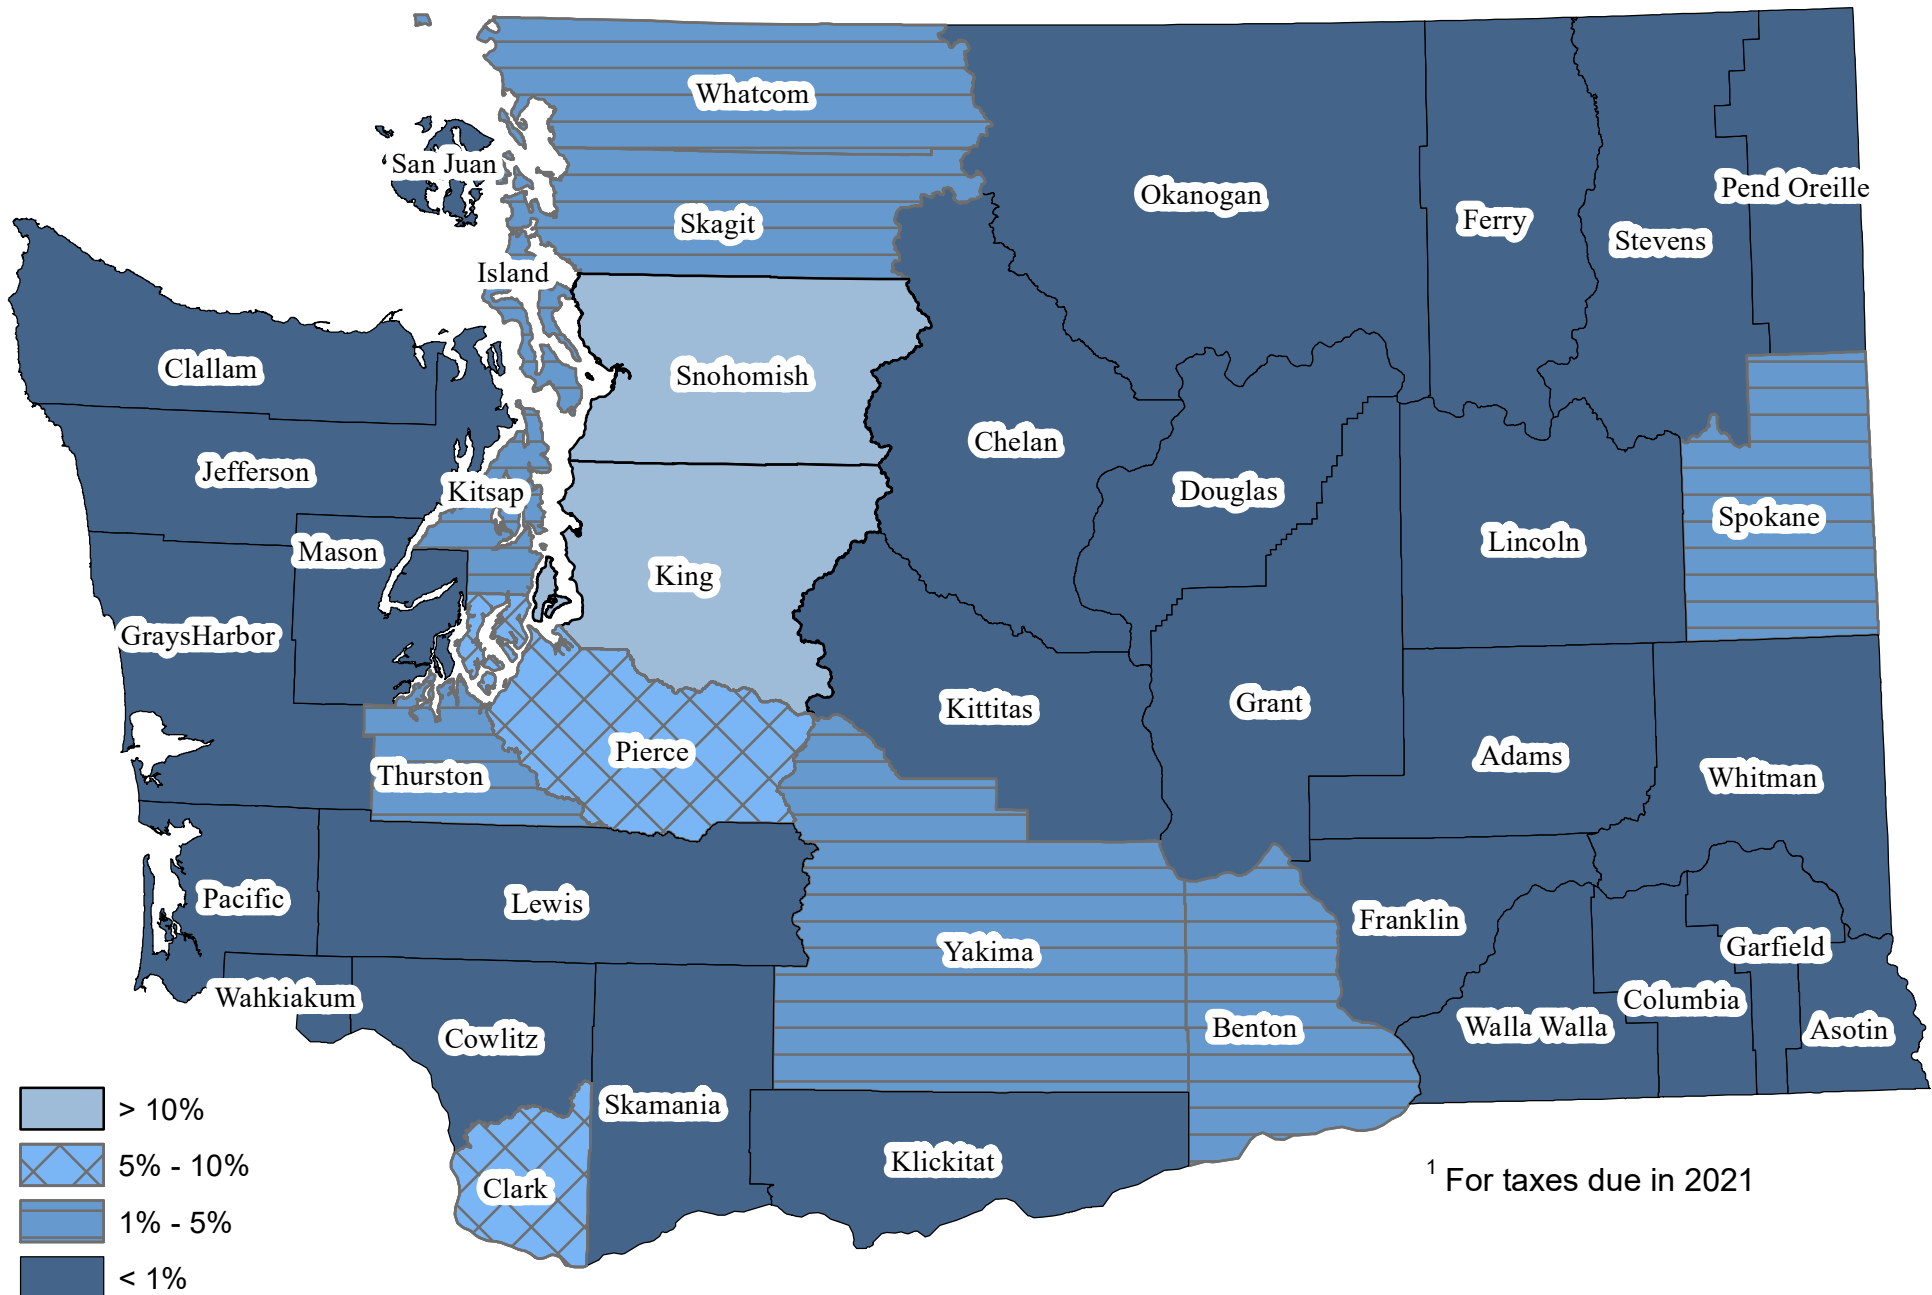 Whatcom
San Juan
Pend Oreille
Okanogan
Ferry
Skagit
Stevens
Island
Clallam
Snohomish
Chelan
Jefferson
Kitsap
Douglas
Spokane
Lincoln
Mason
King
GraysHarbor
Grant
Kittitas
Pierce
Adams
Thurston
Whitman
Pacific
Lewis
Franklin
Garfield
Yakima
Wahkiakum
Columbia
Walla Walla
Benton
Asotin
Cowlitz
Skamania
Klickitat
Clark
> 10%
5% - 10%
1% - 5%
< 1%
1 For taxes due in 2021